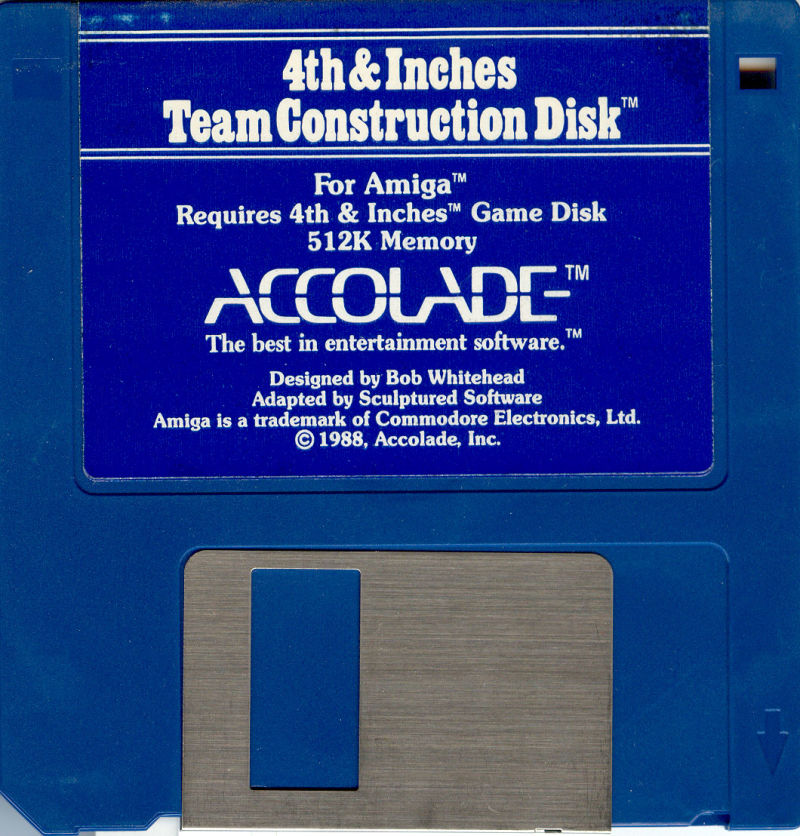 4th & Inches
Team Construction Disk™
For Amiga™
Requires 4th & Inches™ Game Disk
512K Memory
ACCOLADE™
The best in entertainment software.™
Designed by Bob Whitehead
Adapted by Sculptured Software
Amiga is a trademark of Commodore Electronics, Ltd.
© 1988, Accolade, Inc.